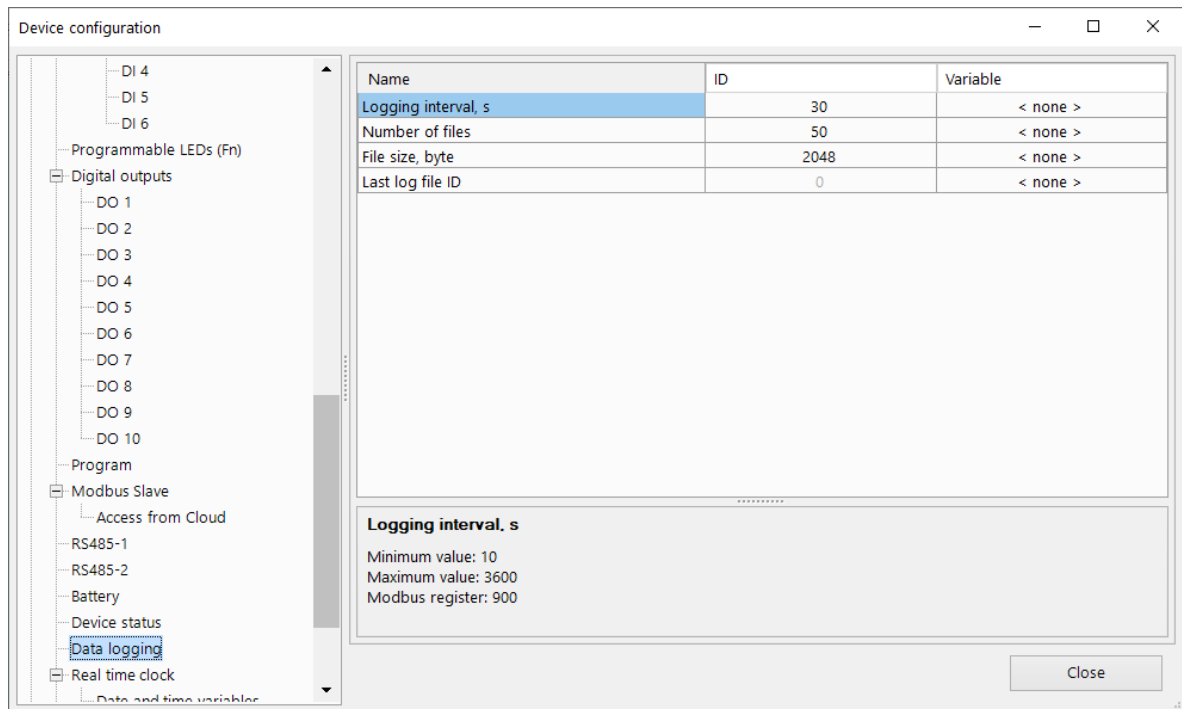 Device configuration
DI 4
DI 5
DI 6
Programmable LEDs (Fn)
Digital outputs
DO 1
DO 2
DO 3
DO 4
DO 5
DO 6
DO 7
DO 8
DO 9
DO 10
Program
Modbus Slave
Access from Cloud
RS485-1
RS485-2
Battery
Device status
Data logging
Real time clock
Date and time variables
Name ID Variable
Logging interval, s 30 < none >
Number of files 50 < none >
File size, byte 2048 < none >
Last log file ID 0 < none >
Logging interval, s
Minimum value: 10
Maximum value: 3600
Modbus register: 900
Close